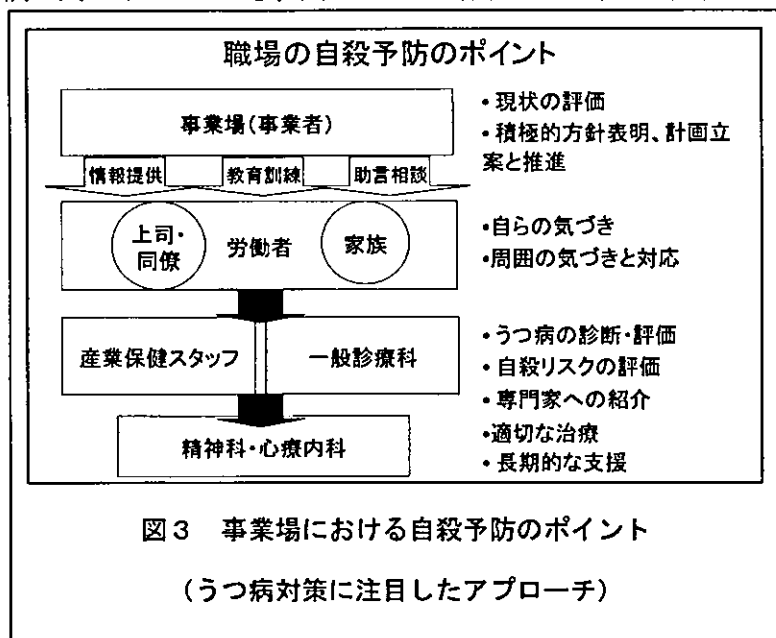 職場の自殺予防のポイント
事業場(事業者)
・現状の評価
・積極的方針表明、計画立
案と推進
情報提供 教育訓練 助言相談
上司・
同僚
労働者
家族
・自らの気づき
・周囲の気づきと対応
産業保健スタッフ 一般診療科
・うつ病の診断・評価
・自殺リスクの評価
・専門家への紹介
精神科・心療内科
・適切な治療
・長期的な支援
図3 事業場における自殺予防のポイント
(うつ病対策に注目したアプローチ)